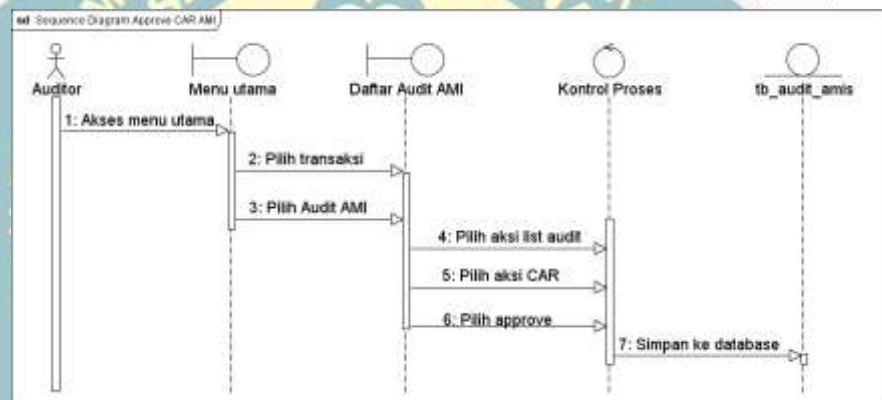 sd Sequence Diagram Approve CAR AMI
Auditor
Menu utama
Daftar Audit AMI
Kontrol Proses
tb_audit_amis
1: Akses menu utama
2: Pilih transaksi
3: Pilih Audit AMI
4: Pilih aksi list audit
5: Pilih aksi CAR
6: Pilih approve
7: Simpan ke database